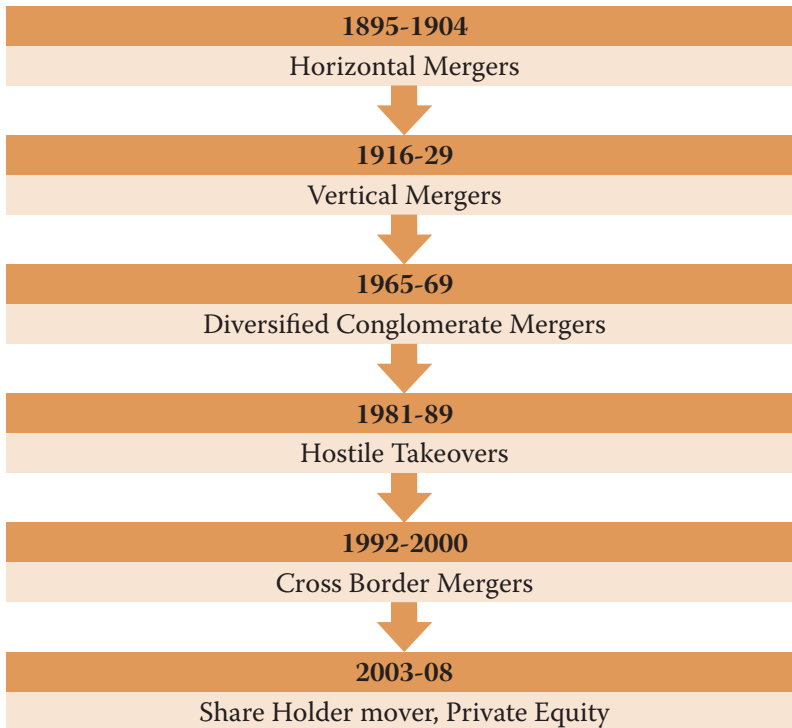 1895-1904
Horizontal Mergers
1916-29
Vertical Mergers
1965-69
Diversified Conglomerate Mergers
1981-89
Hostile Takeovers
1992-2000
Cross Border Mergers
2003-08
Share Holder mover, Private Equity